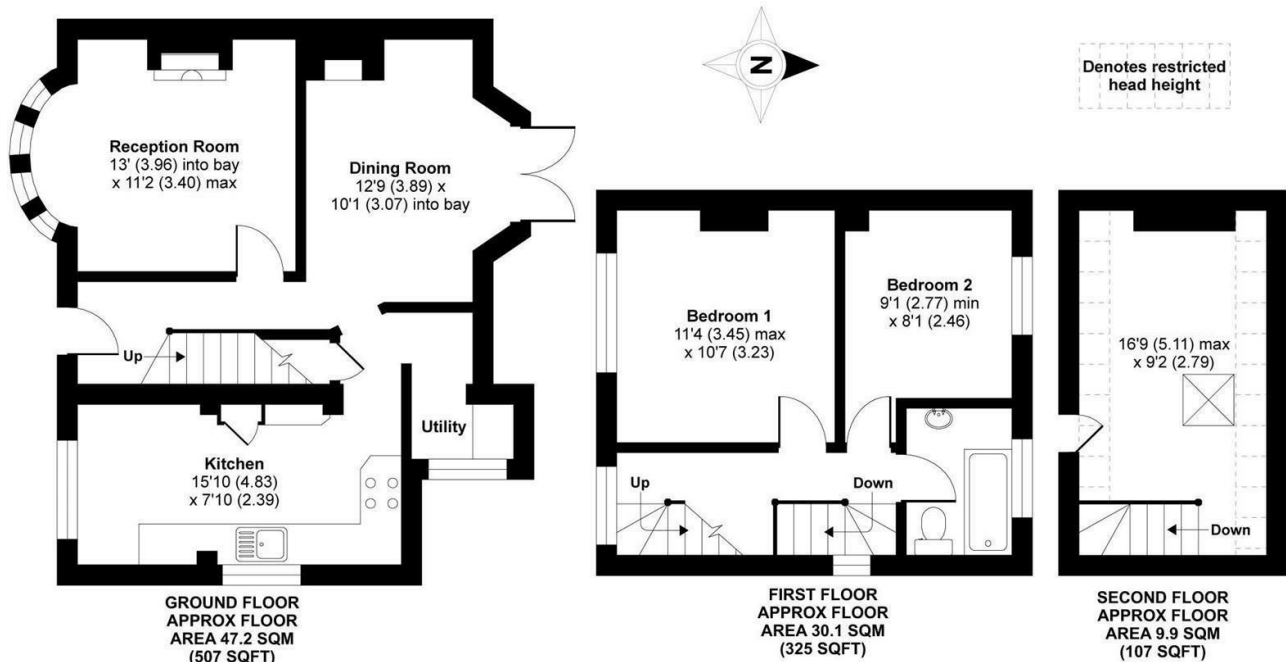 Reception Room
13' (3.96) into bay
x 11'2 (3.40) max
Dining Room
12'9 (3.89) x
10'1 (3.07) into bay
Up
Kitchen
15'10 (4.83)
x 7'10 (2.39)
Utility
GROUND FLOOR
APPROX FLOOR
AREA 47.2 SQM
(507 SQFT)
N
Denotes restricted
head height
Bedroom 1
11'4 (3.45) max
x 10'7 (3.23)
Bedroom 2
9'1 (2.77) min
x 8'1 (2.46)
Up
Down
FIRST FLOOR
APPROX FLOOR
AREA 30.1 SQM
(325 SQFT)
16'9 (5.11) max
x 9'2 (2.79)
Down
SECOND FLOOR
APPROX FLOOR
AREA 9.9 SQM
(107 SQFT)